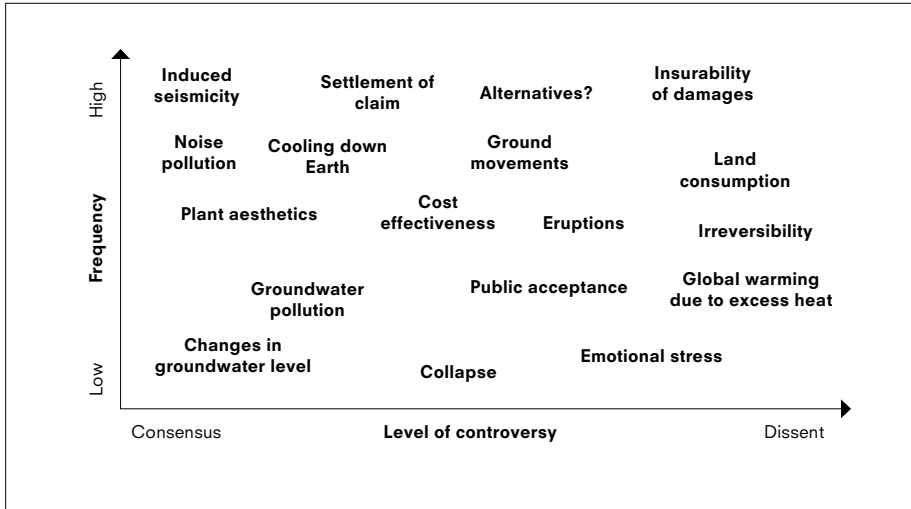 High
Frequency
Low
Induced
seismicity
Settlement of
claim
Alternatives?
Insurability
of damages
Noise
pollution
Cooling down
Earth
Ground
movements
Land
consumption
Plant aesthetics
Cost
effectiveness
Eruptions
Irreversibility
Groundwater
pollution
Public acceptance
Global warming
due to excess heat
Changes in
groundwater level
Collapse
Emotional stress
Consensus
Level of controversy
Dissent